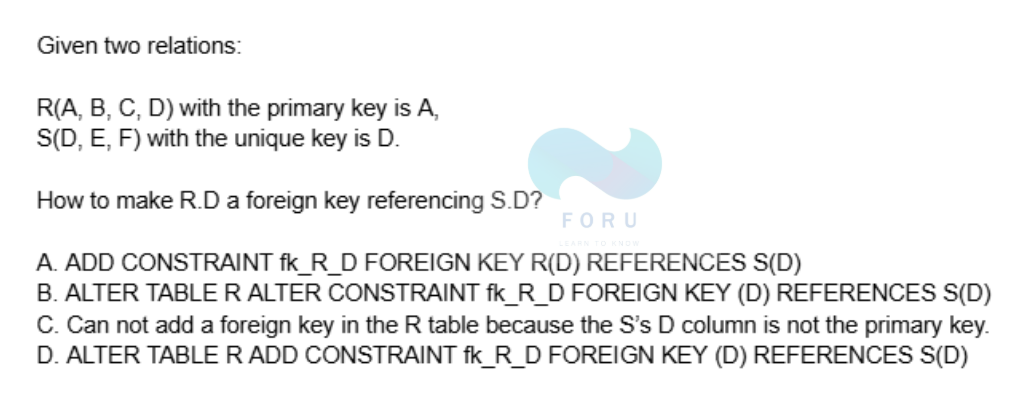 Given two relations:
R(A, B, C, D) with the primary key is A,
S(D, E, F) with the unique key is D.
How to make R.D a foreign key referencing S.D?
FORU
LEARN TO KNOW
A. ADD CONSTRAINT fk_R_D FOREIGN KEY R(D) REFERENCES S(D)
B. ALTER TABLE R ALTER CONSTRAINT fk_R_D FOREIGN KEY (D) REFERENCES S(D)
C. Can not add a foreign key in the R table because the S's D column is not the primary key.
D. ALTER TABLE R ADD CONSTRAINT fk_R_D FOREIGN KEY (D) REFERENCES S(D)